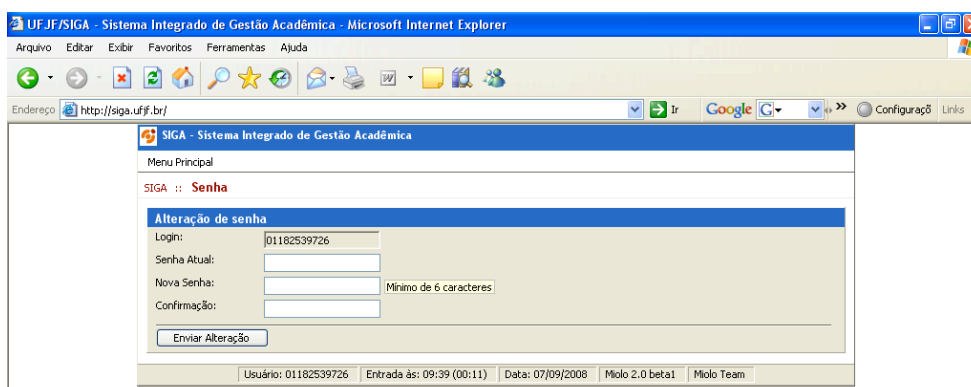 UFJF/SIGA - Sistema Integrado de Gestão Acadêmica - Microsoft Internet Explorer
Arquivo Editar Exibir Favoritos Ferramentas Ajuda
Endereço http://siga.ufjf.br/ Ir Google G Configuraçõ Links
SIGA - Sistema Integrado de Gestão Acadêmica
Menu Principal
SIGA :: Senha
Alteração de senha
Login: 01182539726
Senha Atual:
Nova Senha: Mínimo de 6 caracteres
Confirmação:
Enviar Alteração
Usuário: 01182539726 Entrada às: 09:39 (00:11) Data: 07/09/2008 Miolo 2.0 beta1 Miolo Team